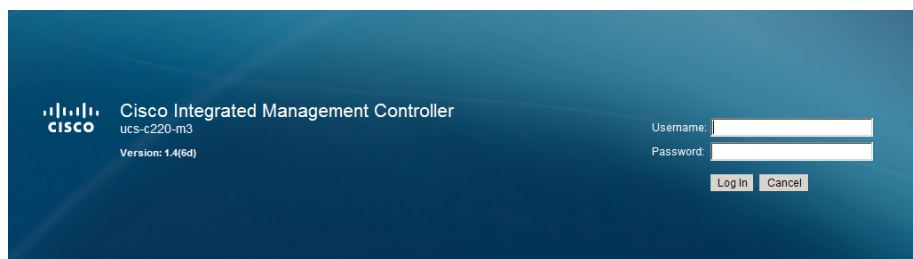 CISCO
Cisco Integrated Management Controller
ucs-c220-m3
Version: 1.4(6d)
Username:
Password:
Log In Cancel